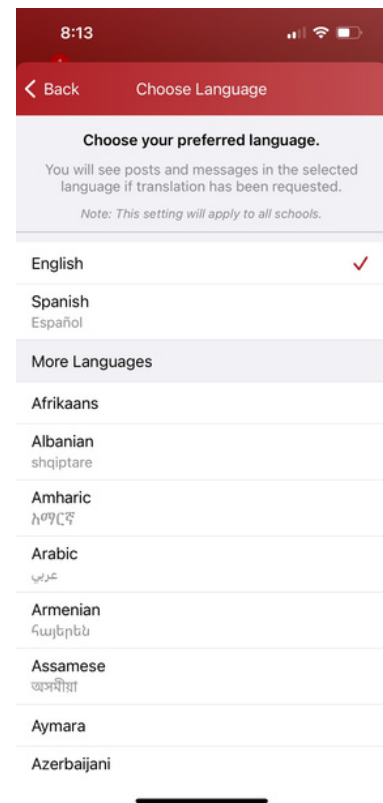 8:13
Back Choose Language
Choose your preferred language.
You will see posts and messages in the selected
language if translation has been requested.
Note: This setting will apply to all schools.
English
Spanish
Español
More Languages
Afrikaans
Albanian
shqiptare
Amharic
አማርኛ
Arabic
عربي
Armenian
հայերեն
Assamese
অসমীয়া
Aymara
Azerbaijani